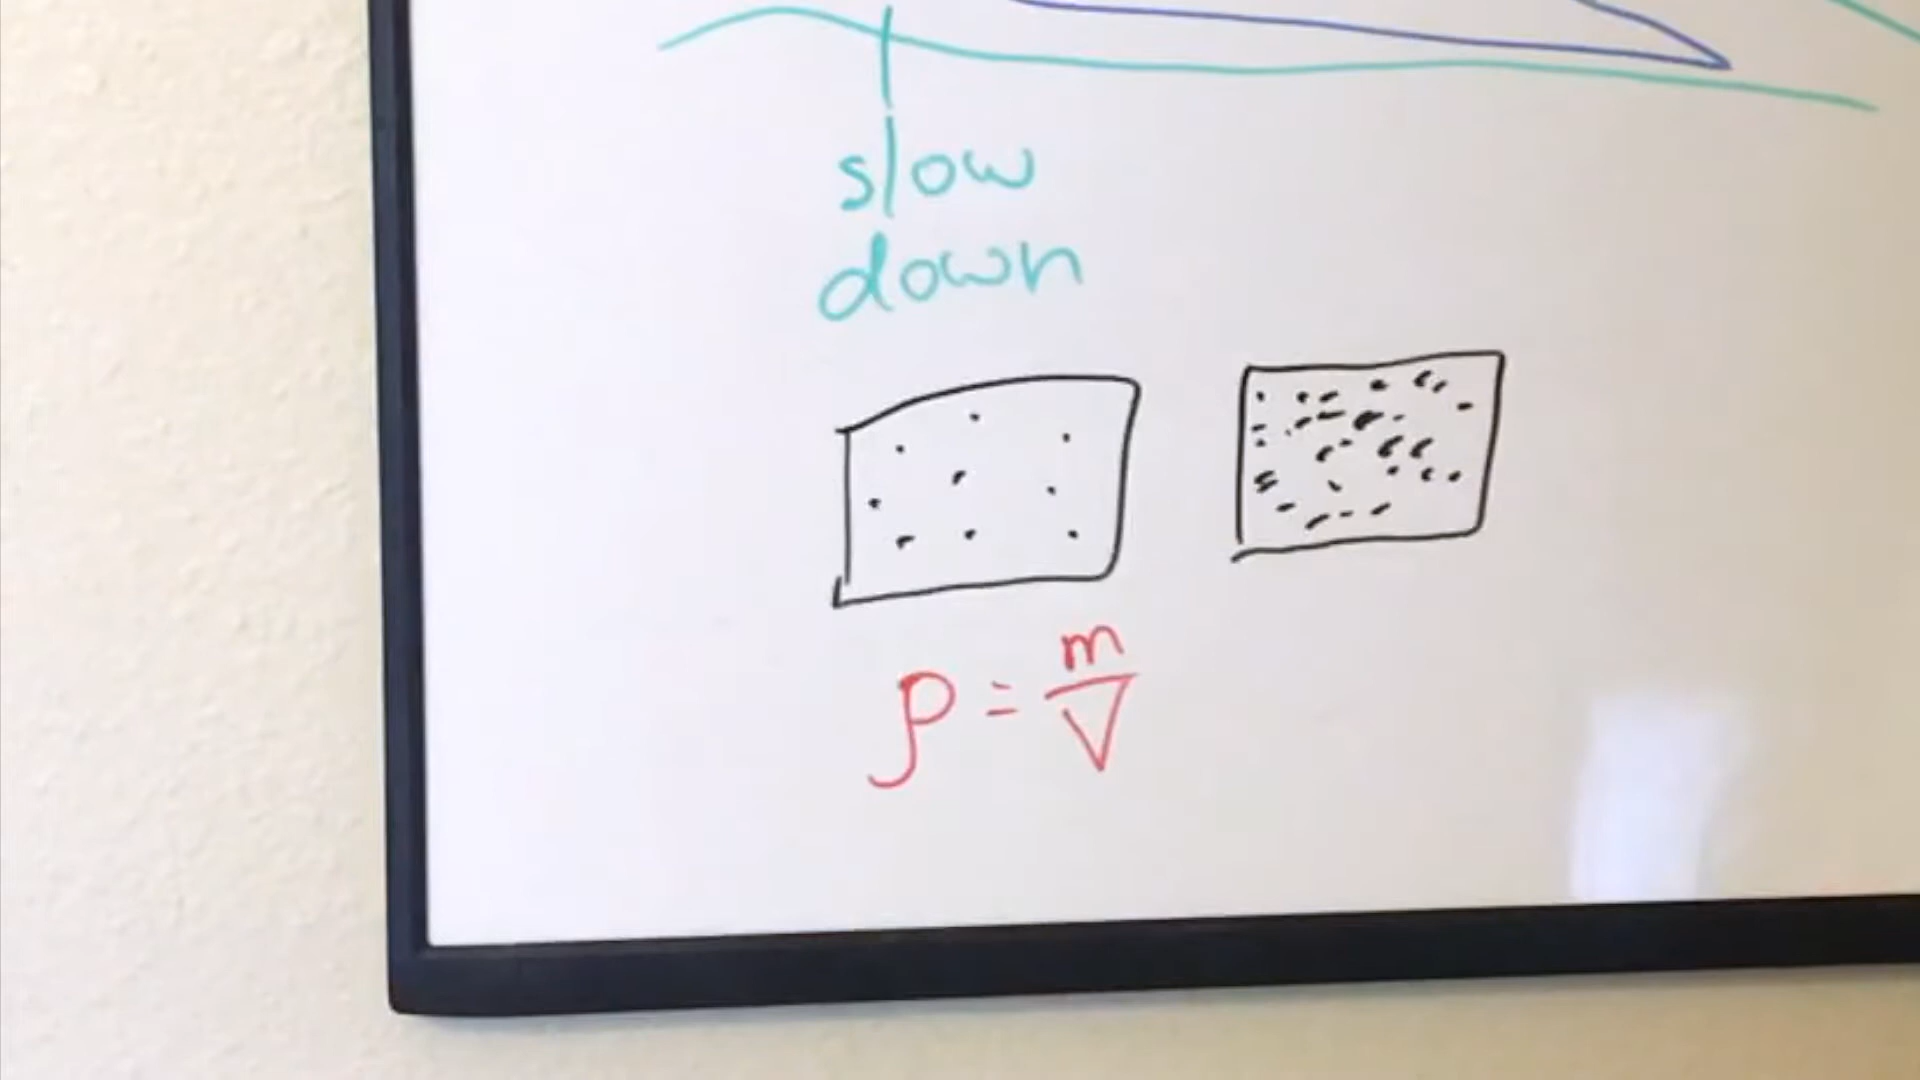 slow
down
ρ = m/V